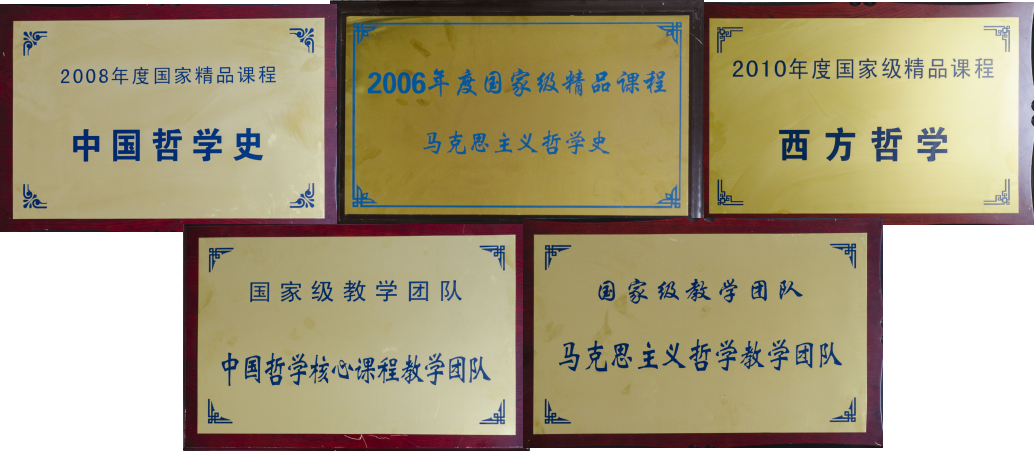 2008年度国家精品课程
中国哲学史
2006年度国家级精品课程
马克思主义哲学史
2010年度国家级精品课程
西方哲学
国家级教学团队
中国哲学核心课程教学团队
国家级教学团队
马克思主义哲学教学团队